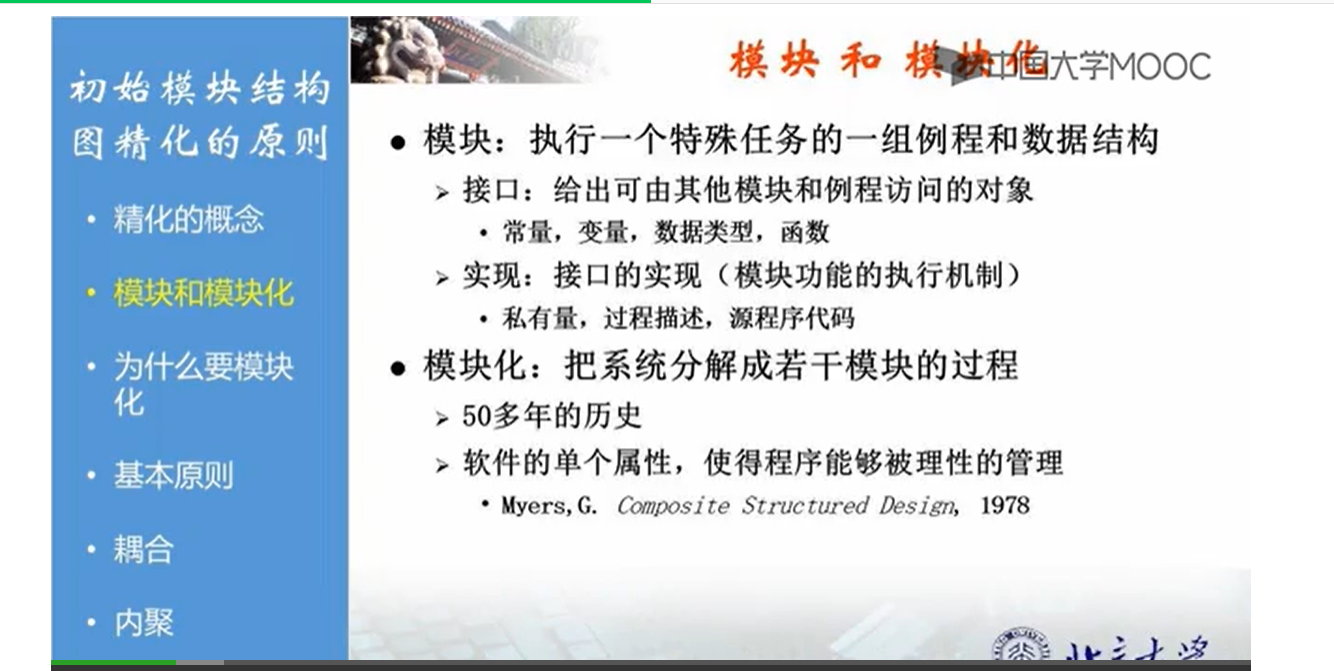 初始模块结构
图精化的原则
• 精化的概念
• 模块和模块化
• 为什么要模块
化
• 基本原则
• 耦合
• 内聚
模块和模块化
中国大学MOOC
● 模块：执行一个特殊任务的一组例程和数据结构
➢ 接口：给出可由其他模块和例程访问的对象
• 常量，变量，数据类型，函数
➢ 实现：接口的实现（模块功能的执行机制）
• 私有量，过程描述，源程序代码
● 模块化：把系统分解成若干模块的过程
➢ 50多年的历史
➢ 软件的单个属性，使得程序能够被理性的管理
• Myers,G. Composite Structured Design, 1978
北京大学